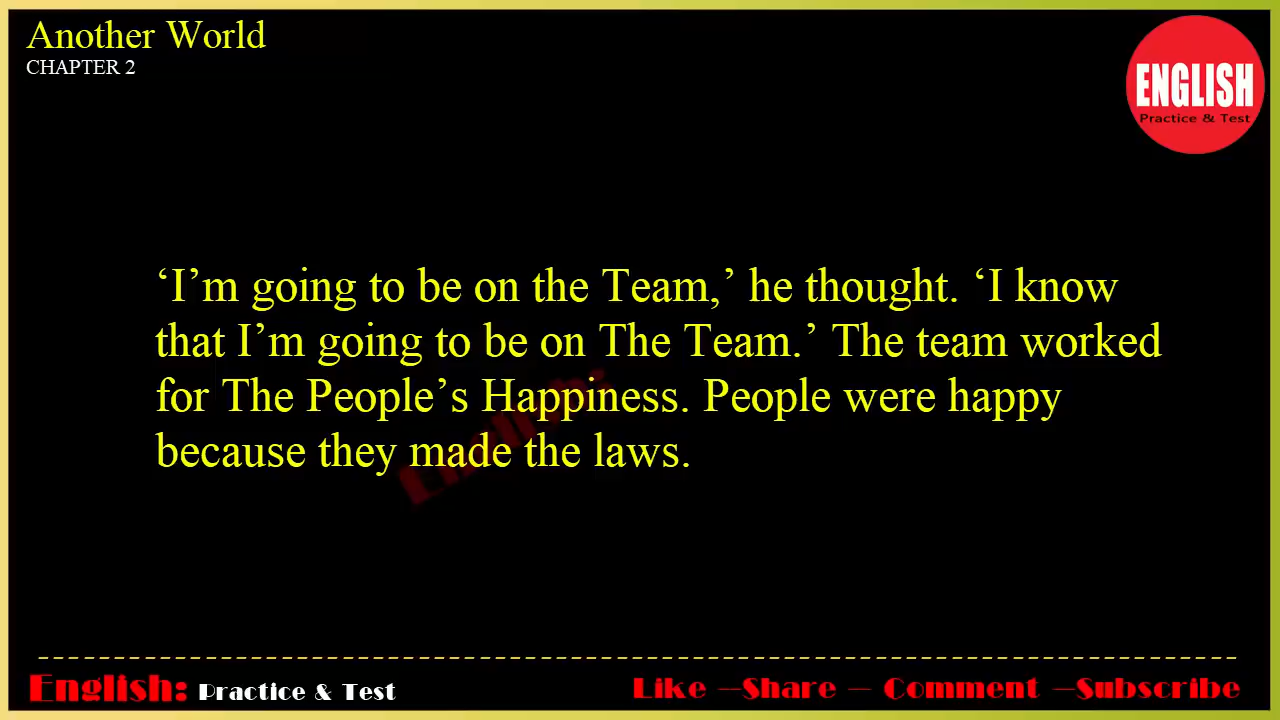 Another World
CHAPTER 2
ENGLISH
Practice & Test
‘I’m going to be on the Team,’ he thought. ‘I know
that I’m going to be on The Team.’ The team worked
for The People’s Happiness. People were happy
because they made the laws.
English:
English: Practice & Test
Like —Share — Comment —Subscribe